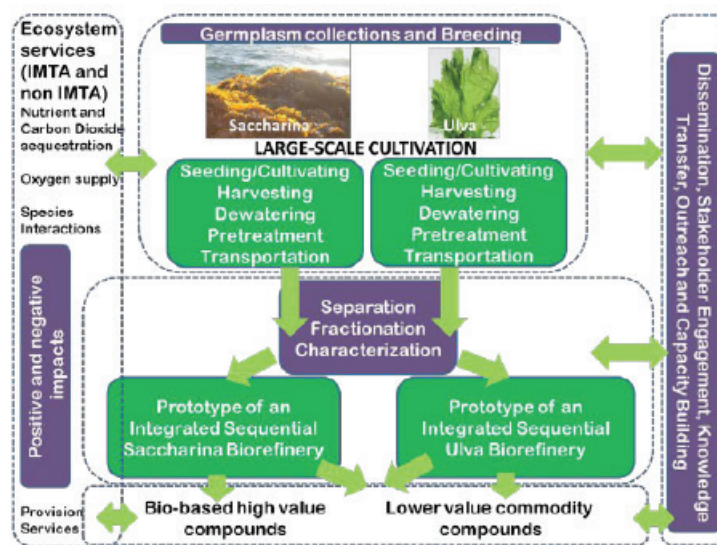 Ecosystem
services
(IMTA and
non IMTA)
Nutrient and
Carbon Dioxide
sequestration
Oxygen supply
Species
Interactions
Positive and negative
impacts
Provision
Services
Germplasm collections and Breeding
Saccharina
Ulva
LARGE-SCALE CULTIVATION
Seeding/Cultivating
Harvesting
Dewatering
Pretreatment
Transportation
Seeding/Cultivating
Harvesting
Dewatering
Pretreatment
Transportation
Separation
Fractionation
Characterization
Prototype of an
Integrated Sequential
Saccharina Biorefinery
Prototype of an
Integrated Sequential
Ulva Biorefinery
Bio-based high value
compounds
Lower value commodity
compounds
Dissemination, Stakeholder Engagement, Knowledge
Transfer, Outreach and Capacity
Building